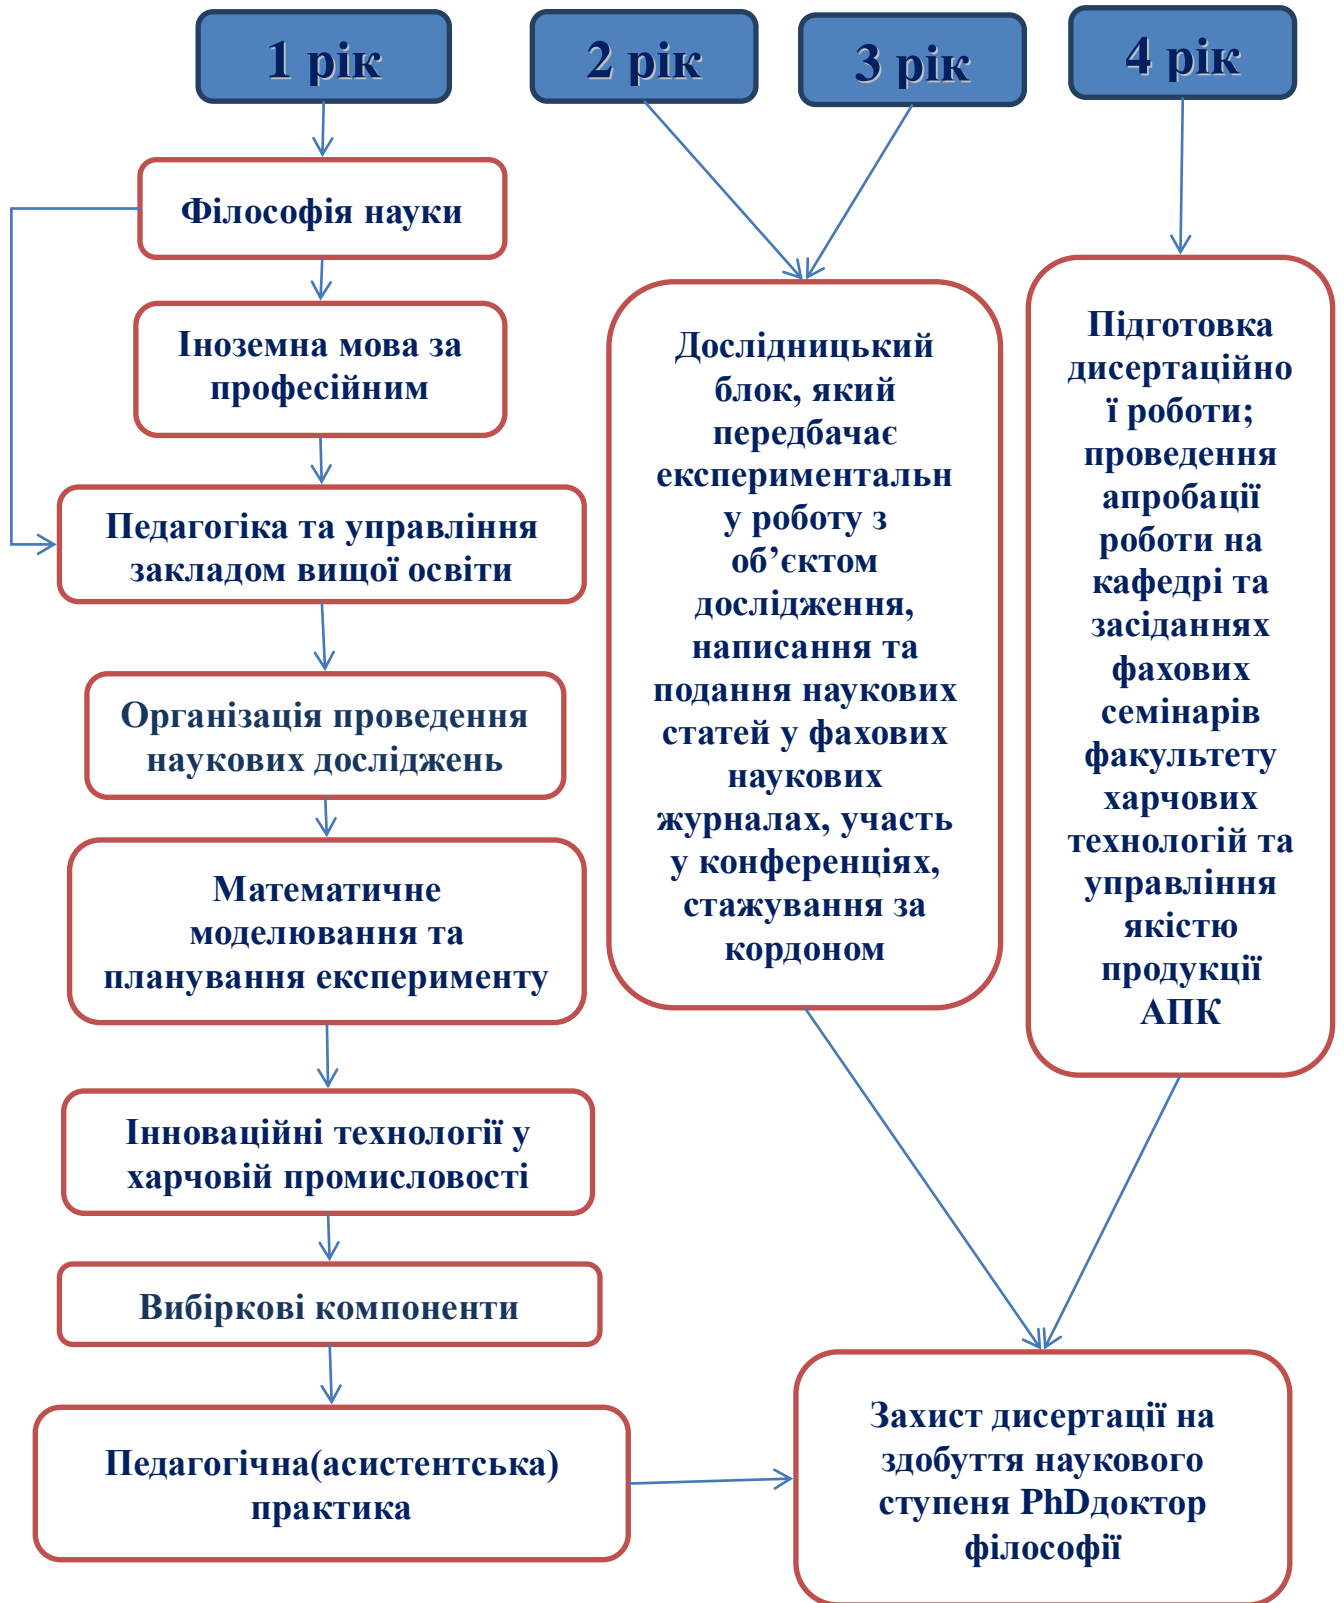 1 рік
2 рік
3 рік
4 рік
Філософія науки
Іноземна мова за
професійним
Педагогіка та управління
закладом вищої освіти
Організація проведення
наукових досліджень
Математичне
моделювання та
планування експерименту
Інноваційні технології у
харчовій промисловості
Вибіркові компоненти
Педагогічна(асистентська)
практика
Дослідницький
блок, який
передбачає
експериментальн
у роботу з
об’єктом
дослідження,
написання та
подання наукових
статей у фахових
наукових
журналах, участь
у конференціях,
стажування за
кордоном
Підготовка
дисертаційно
ї роботи;
проведення
апробації
роботи на
кафедрі та
засіданнях
фахових
семінарів
факультету
харчових
технологій та
управління
якістю
продукції
АПК
Захист дисертації на
здобуття наукового
ступеня PhDдоктор
філософії